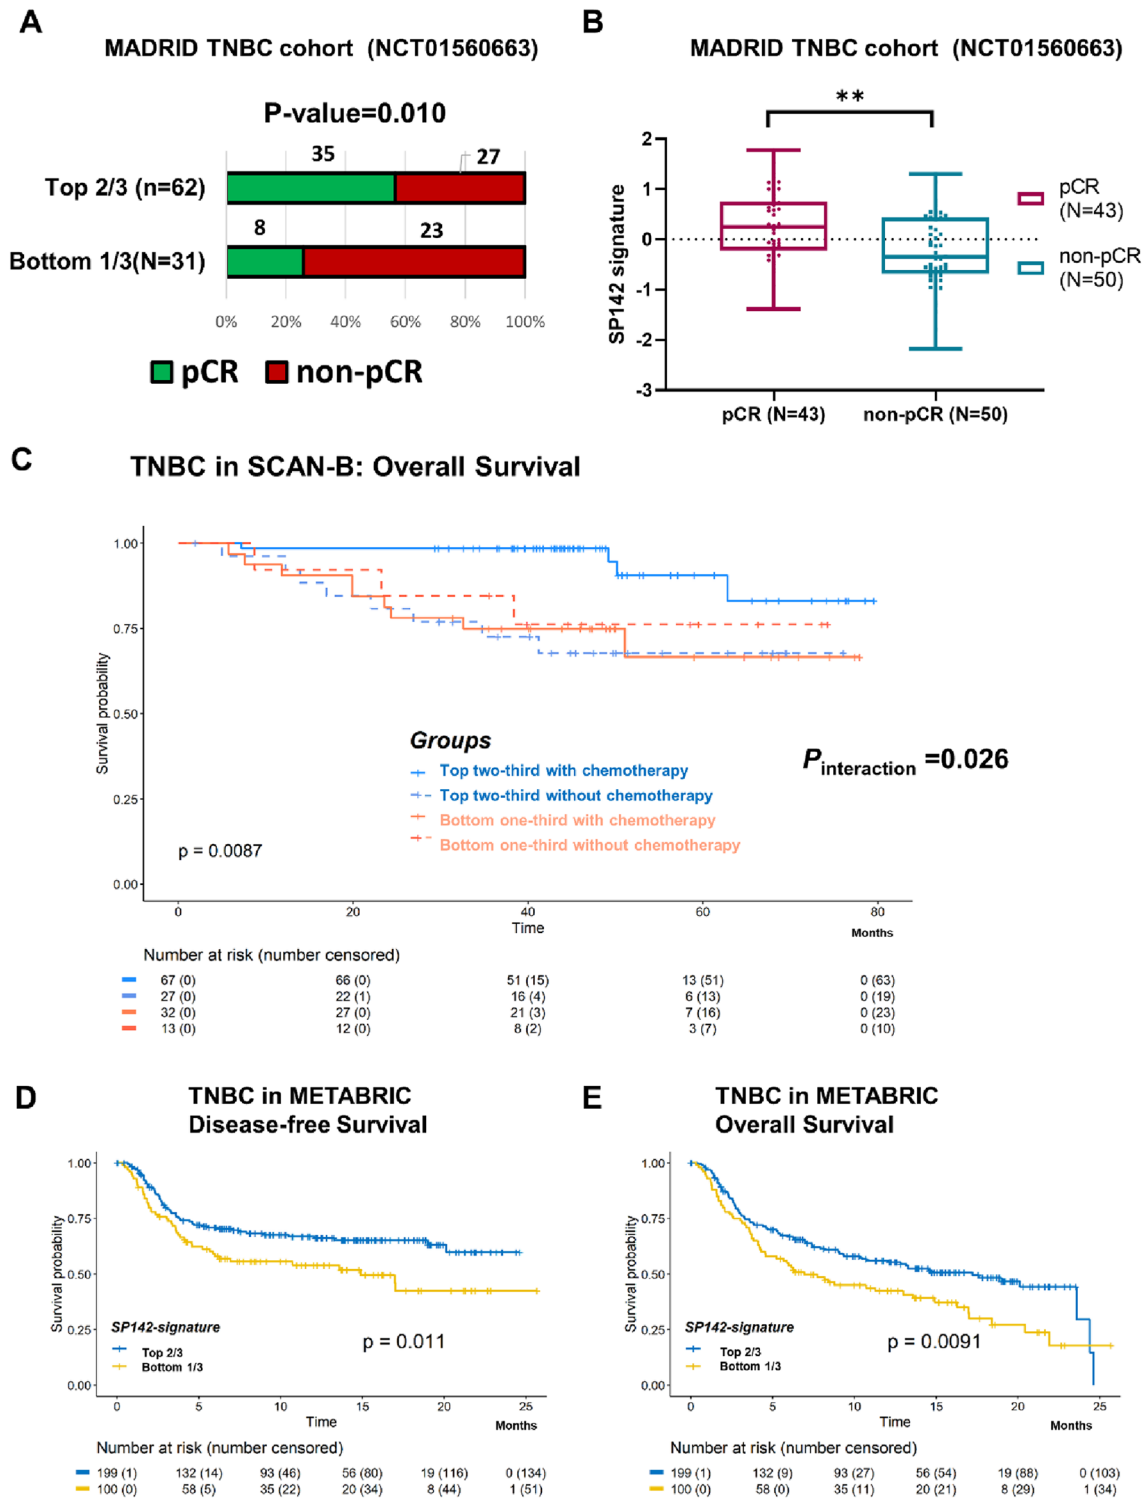 A
MADRID TNBC cohort (NCT01560663)
P-value=0.010
35
27
Top 2/3 (n=62)
8
23
Bottom 1/3(N=31)
0% 20% 40% 60% 80% 100%
pCR non-pCR
B
MADRID TNBC cohort (NCT01560663)
**
SP142 signature
2
1
0
-1
-2
-3
pCR (N=43) non-pCR (N=50)
pCR
(N=43)
non-pCR
(N=50)
C
TNBC in SCAN-B: Overall Survival
Survival probability
1.00
0.75
0.50
0.25
0.00
Groups
Top two-third with chemotherapy
Top two-third without chemotherapy
Bottom one-third with chemotherapy
Bottom one-third without chemotherapy
Pinteraction =0.026
p = 0.0087
0 20 40 60 80
Time
Months
Number at risk (number censored)
67 (0) 66 (0) 51 (15) 13 (51) 0 (63)
27 (0) 22 (1) 16 (4) 6 (13) 0 (19)
32 (0) 27 (0) 21 (3) 7 (16) 0 (23)
13 (0) 12 (0) 8 (2) 3 (7) 0 (10)
D
TNBC in METABRIC
Disease-free Survival
Survival probability
1.00
0.75
0.50
0.25
0.00
SP142-signature
Top 2/3
Bottom 1/3
p = 0.011
0 5 10 15 20 25
Time
Months
Number at risk (number censored)
199 (1) 132 (14) 93 (46) 56 (80) 19 (116) 0 (134)
100 (0) 58 (5) 35 (22) 20 (34) 8 (44) 1 (51)
E
TNBC in METABRIC
Overall Survival
Survival probability
1.00
0.75
0.50
0.25
0.00
SP142-signature
Top 2/3
Bottom 1/3
p = 0.0091
0 5 10 15 20 25
Time
Months
Number at risk (number censored)
199 (1) 132 (9) 93 (27) 56 (54) 19 (88) 0 (103)
100 (0) 58 (0) 35 (11) 20 (21) 8 (29) 1 (34)